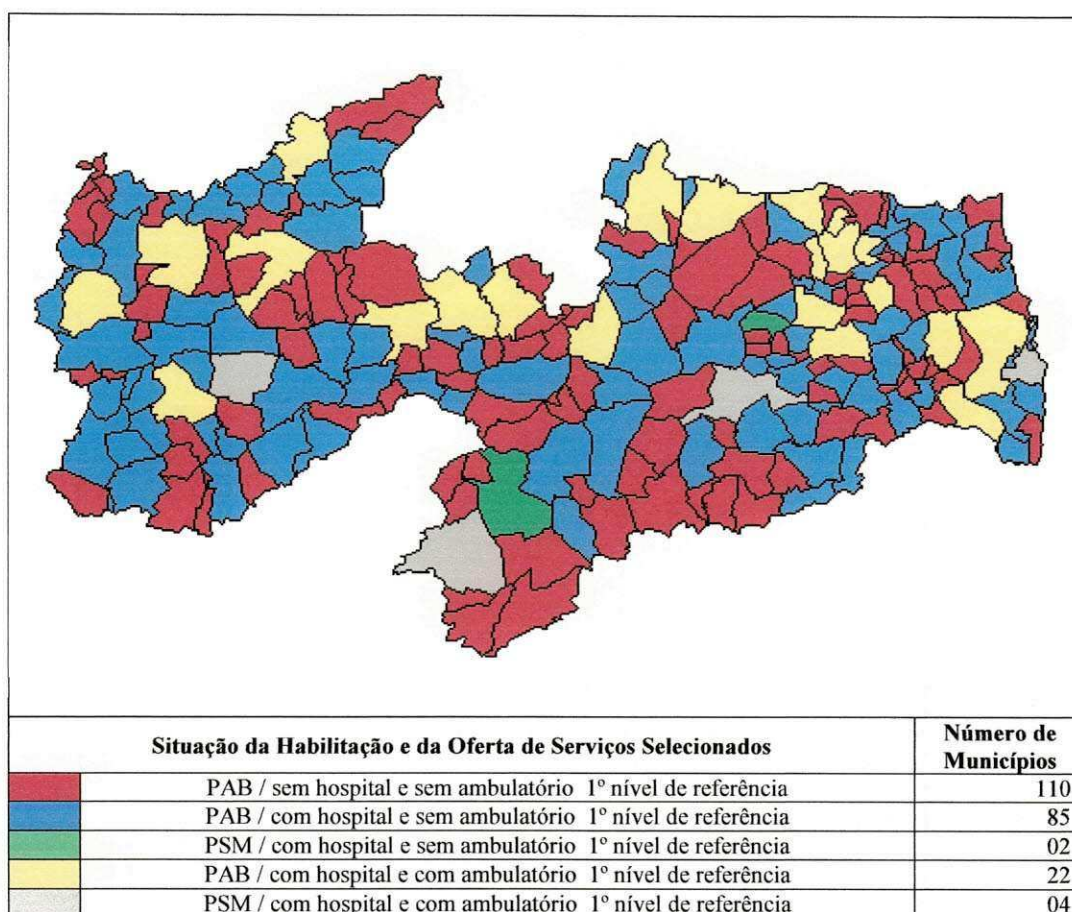 Situação da Habilitação e da Oferta de Serviços Selecionados Número de Municípios
PAB / sem hospital e sem ambulatório 1º nível de referência 110
PAB / com hospital e sem ambulatório 1º nível de referência 85
PSM / com hospital e sem ambulatório 1º nível de referência 02
PAB / com hospital e com ambulatório 1º nível de referência 22
PSM / com hospital e com ambulatório 1º nível de referência 04